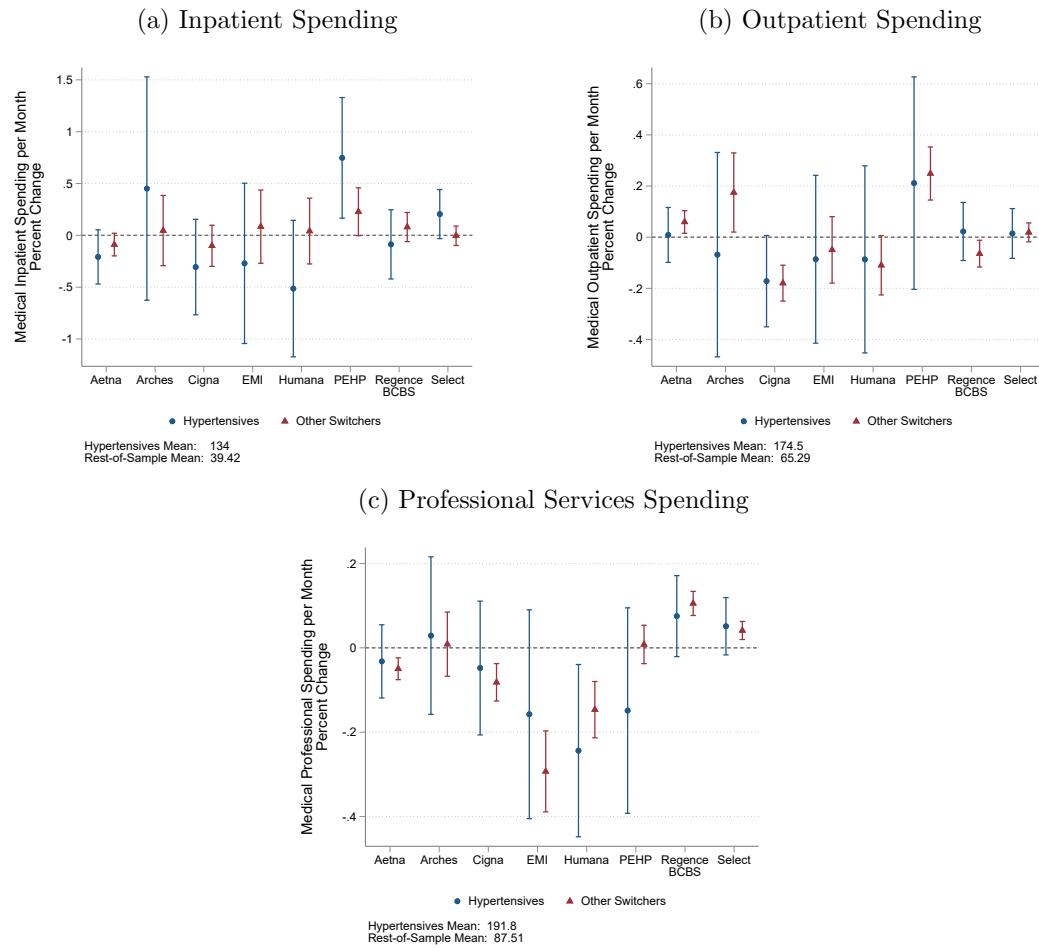 (a) Inpatient Spending
Medical Inpatient Spending per Month
Percent Change
1.5
1
.5
0
-.5
-1
Aetna Arches Cigna EMI Humana PEHP Regence BCBS Select
Hypertensives Other Switchers
Hypertensives Mean: 134
Rest-of-Sample Mean: 39.42
(b) Outpatient Spending
Medical Outpatient Spending per Month
Percent Change
.6
.4
.2
0
-.2
-.4
Aetna Arches Cigna EMI Humana PEHP Regence BCBS Select
Hypertensives Other Switchers
Hypertensives Mean: 174.5
Rest-of-Sample Mean: 65.29
(c) Professional Services Spending
Medical Professional Spending per Month
Percent Change
.2
0
-.2
-.4
Aetna Arches Cigna EMI Humana PEHP Regence BCBS Select
Hypertensives Other Switchers
Hypertensives Mean: 191.8
Rest-of-Sample Mean: 87.51